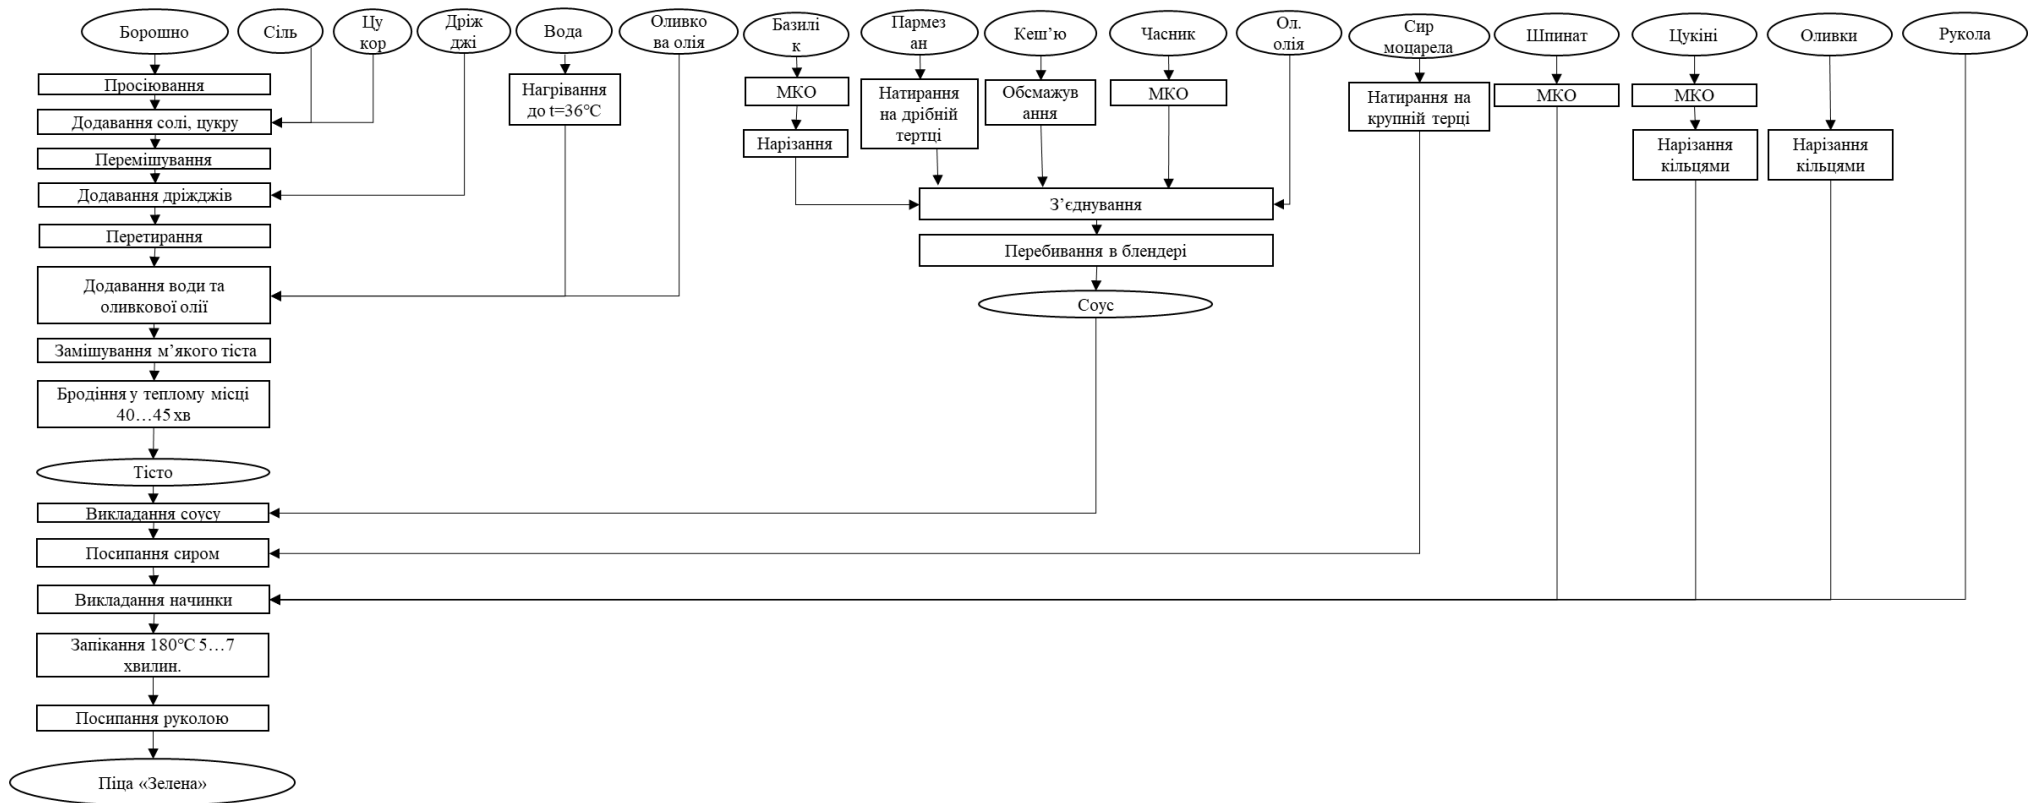 Борошно
Сіль
Цу
кор
Дріж
джі
Вода
Оливко
ва олія
Базилі
к
Пармез
ан
Кеш’ю
Часник
Ол.
олія
Сир
моцарела
Шпинат
Цукіні
Оливки
Рукола
Просіювання
Додавання солі, цукру
Перемішування
Додавання дріжджів
Перетирання
Додавання води та
оливкової олії
Замішування м’якого тіста
Бродіння у теплому місці
40…45 хв
Тісто
Викладання соусу
Посипання сиром
Викладання начинки
Запікання 180°С 5…7
хвилин.
Посипання руколою
Піца «Зелена»
Нагрівання
до t=36°С
МКО
Нарізання
Натирання
на дрібній
тертці
Обсмажув
ання
МКО
З’єднування
Перебивання в блендері
Соус
Натирання на
крупній терці
МКО
МКО
Нарізання
кільцями
Нарізання
кільцями